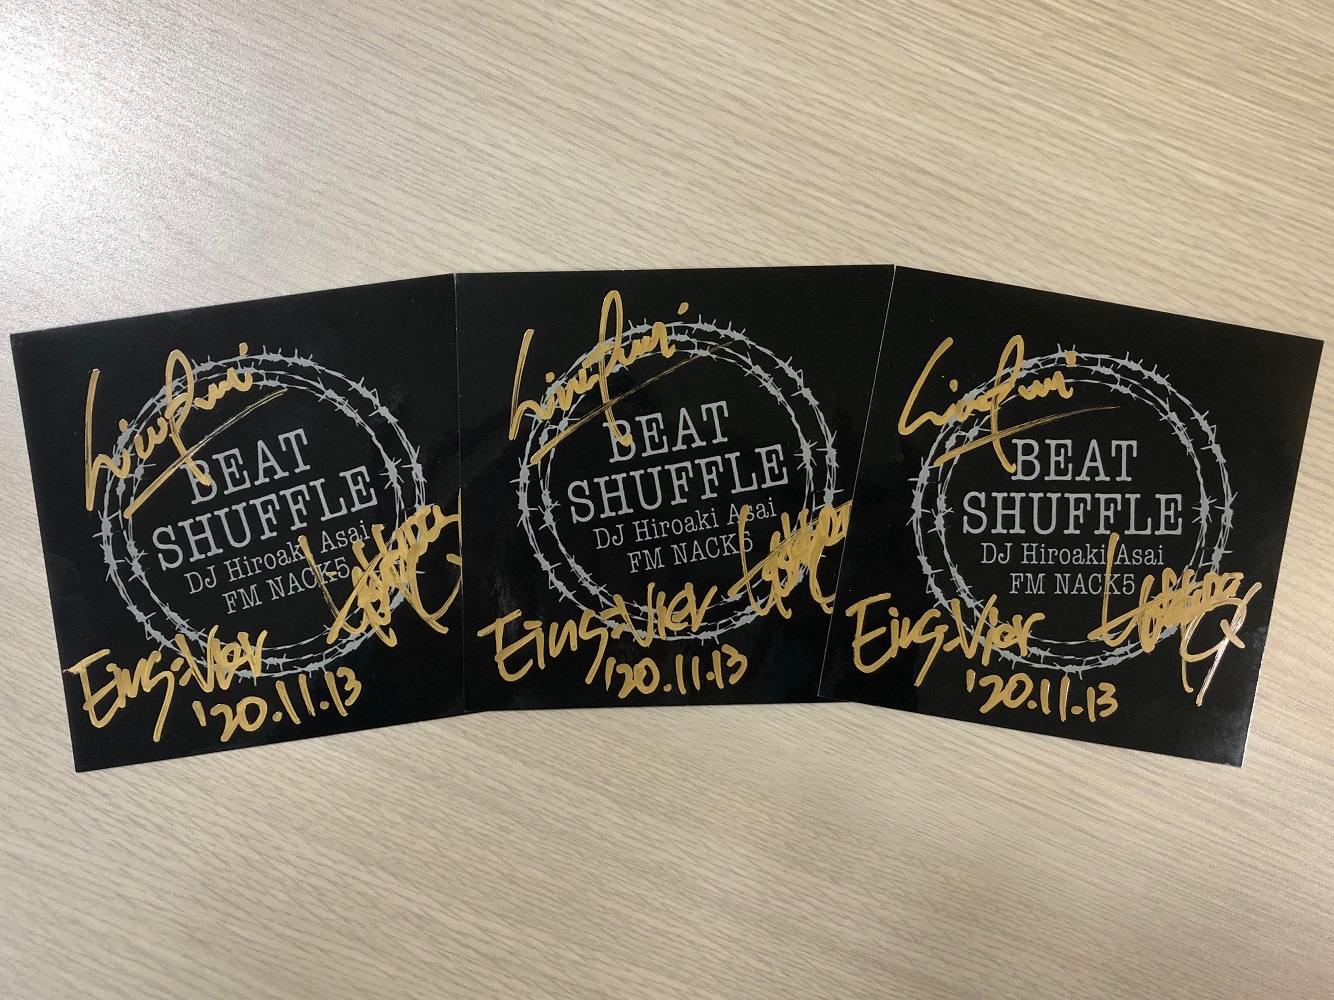 BEAT
SHUFFLE
DJ Hiroaki Asai
FM NACK5
Eins:Vier
'20.11.13
BEAT
SHUFFLE
DJ Hiroaki Asai
FM NACK5
Eins:Vier
'20.11.13
BEAT
SHUFFLE
DJ Hiroaki Asai
FM NACK5
Eins:Vier
'20.11.13